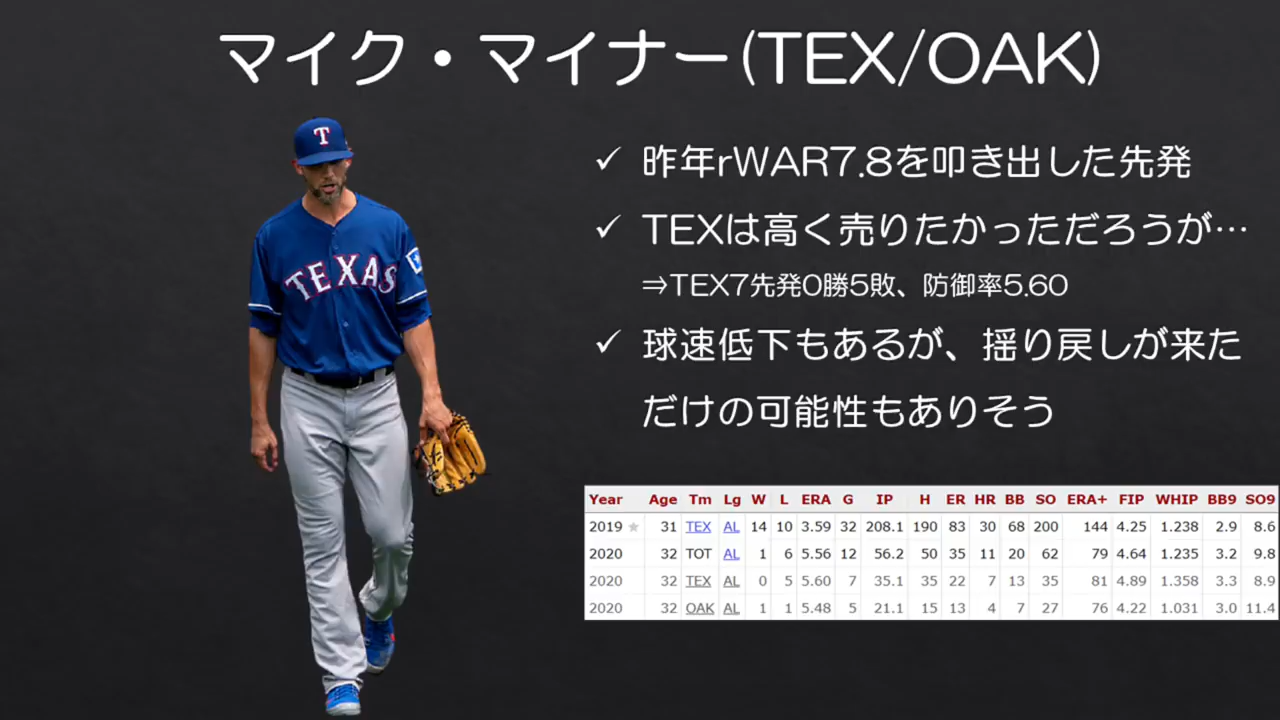 マイク・マイナー(TEX/OAK)
T
TEXAS
✓ 昨年rWAR7.8を叩き出した先発
✓ TEXは高く売りたかっただろうが…
⇒TEX7先発0勝5敗、防御率5.60
✓ 球速低下もあるが、揺り戻しが来た
だけの可能性もありそう
Year Age Tm Lg W L ERA G IP H ER HR BB SO ERA+ FIP WHIP BB9 SO9
2019 ★ 31 TEX AL 14 10 3.59 32 208.1 190 83 30 68 200 144 4.25 1.238 2.9 8.6
2020 32 TOT AL 1 6 5.56 12 56.2 50 35 11 20 62 79 4.64 1.235 3.2 9.8
2020 32 TEX AL 0 5 5.60 7 35.1 35 22 7 13 35 81 4.89 1.358 3.3 8.9
2020 32 OAK AL 1 1 5.48 5 21.1 15 13 4 7 27 76 4.22 1.031 3.0 11.4